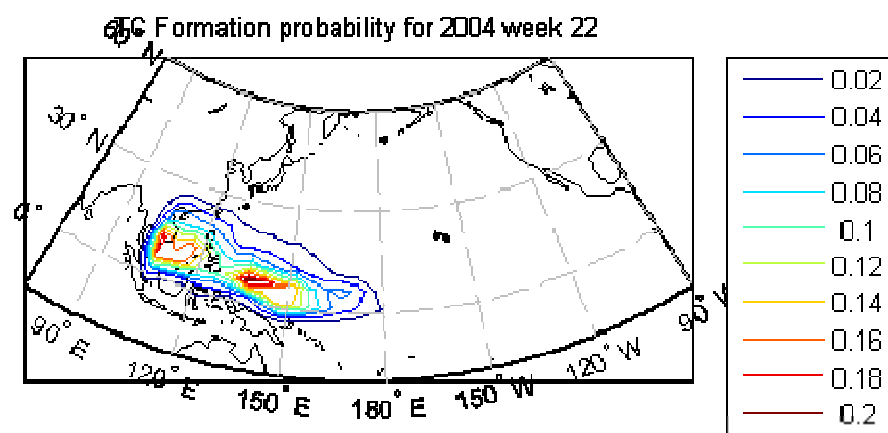 TC Formation probability for 2004 week 22
60° N
30° N
0°
90° E
120° E
150° E
180° E
150° W
120° W
90° W
0.02
0.04
0.06
0.08
0.1
0.12
0.14
0.16
0.18
0.2